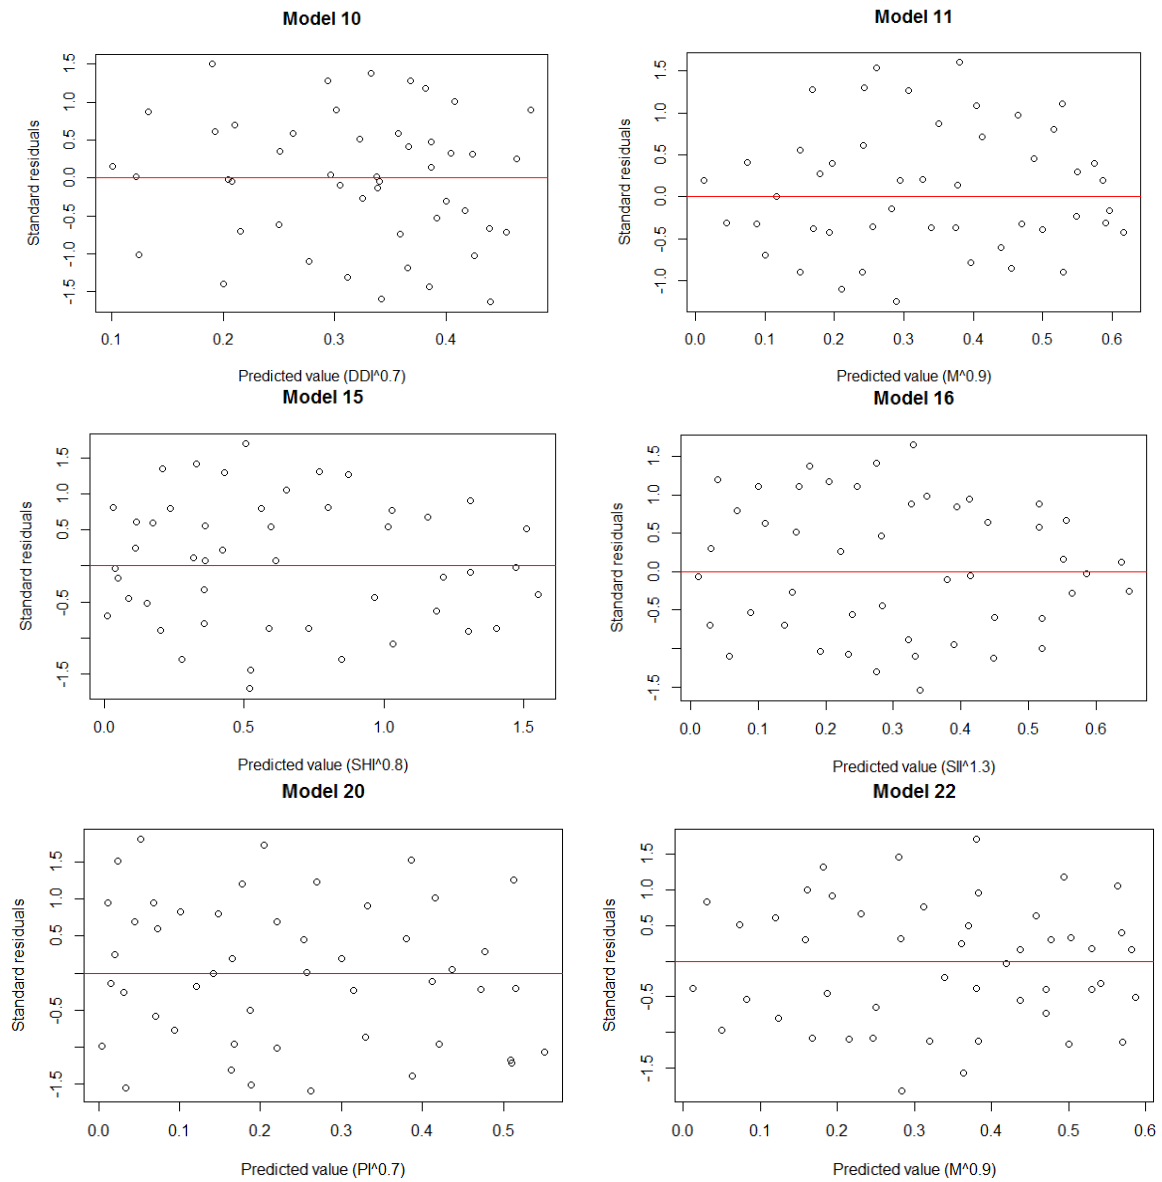 Model 10
1.5
1.0
0.5
0.0
-0.5
-1.0
-1.5
Standard residuals
0.1 0.2 0.3 0.4
Predicted value (DDI^0.7)
Model 11
1.5
1.0
0.5
0.0
-0.5
-1.0
Standard residuals
0.0 0.1 0.2 0.3 0.4 0.5 0.6
Predicted value (M^0.9)
Model 15
1.5
1.0
0.5
-0.5
-1.5
Standard residuals
0.0 0.5 1.0 1.5
Predicted value (SHI^0.8)
Model 16
1.5
1.0
0.5
0.0
-0.5
-1.5
Standard residuals
0.0 0.1 0.2 0.3 0.4 0.5 0.6
Predicted value (SII^1.3)
Model 20
1.5
1.0
0.5
-0.5
-1.5
Standard residuals
0.0 0.1 0.2 0.3 0.4 0.5
Predicted value (PI^0.7)
Model 22
1.5
1.0
0.5
-0.5
-1.5
Standard residuals
0.0 0.1 0.2 0.3 0.4 0.5 0.6
Predicted value (M^0.9)